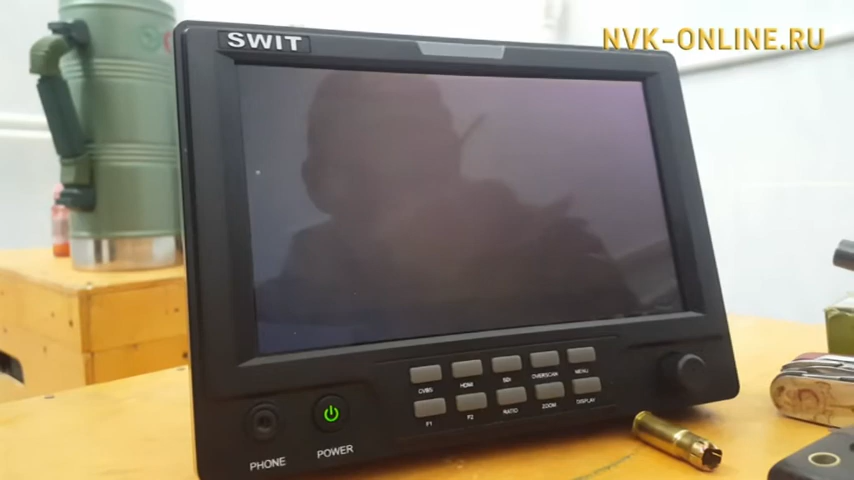 SWIT
NVK-ONLINE.RU
CVBS
HDMI
SDI
OVERSCAN
MENU
F1
F2
RATIO
ZOOM
DISPLAY
PHONE
POWER